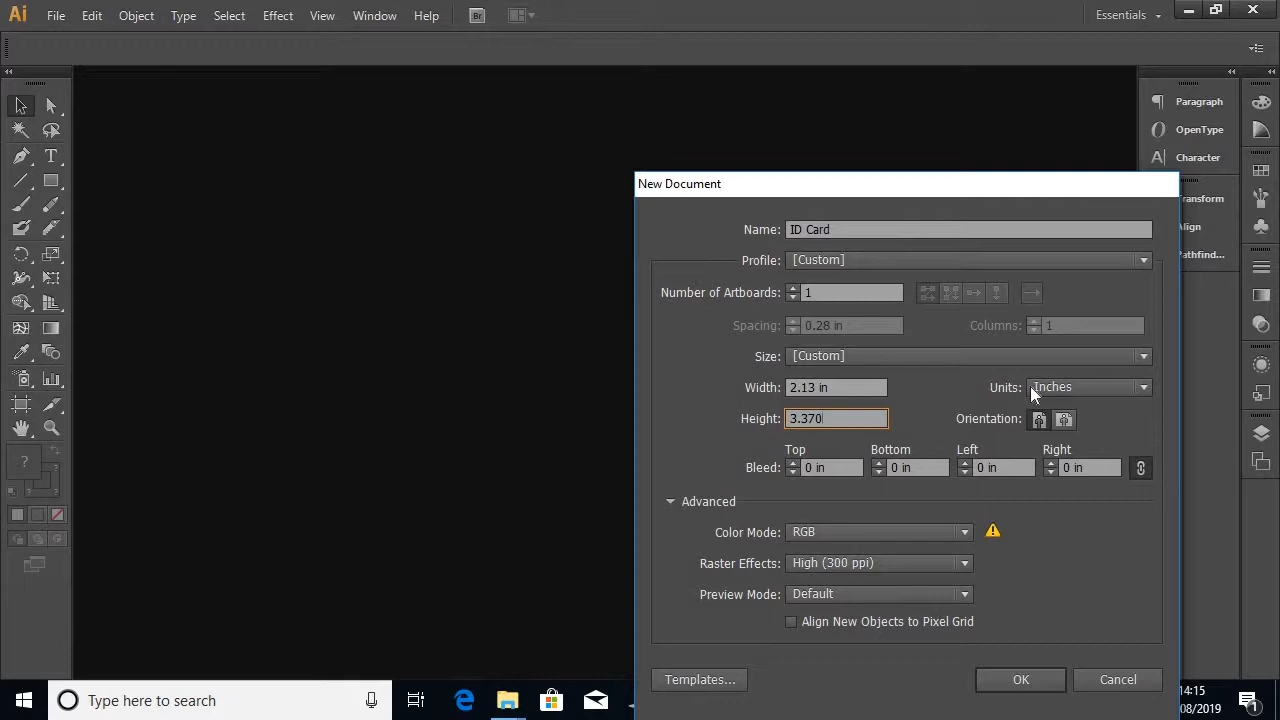 Ai File Edit Object Type Select Effect View Window Help Br Essentials
Paragraph
OpenType
Character
Transform
Align
Pathfind...
New Document
Name: ID Card
Profile: [Custom]
Number of Artboards: 1
Spacing: 0.28 in Columns: 1
Size: [Custom]
Width: 2.13 in Units: Inches
Height: 3.370 Orientation:
Top Bottom Left Right
Bleed: 0 in 0 in 0 in 0 in
Advanced
Color Mode: RGB
Raster Effects: High (300 ppi)
Preview Mode: Default
Align New Objects to Pixel Grid
Templates... OK Cancel
?
Type here to search
14:15
08/2019
1